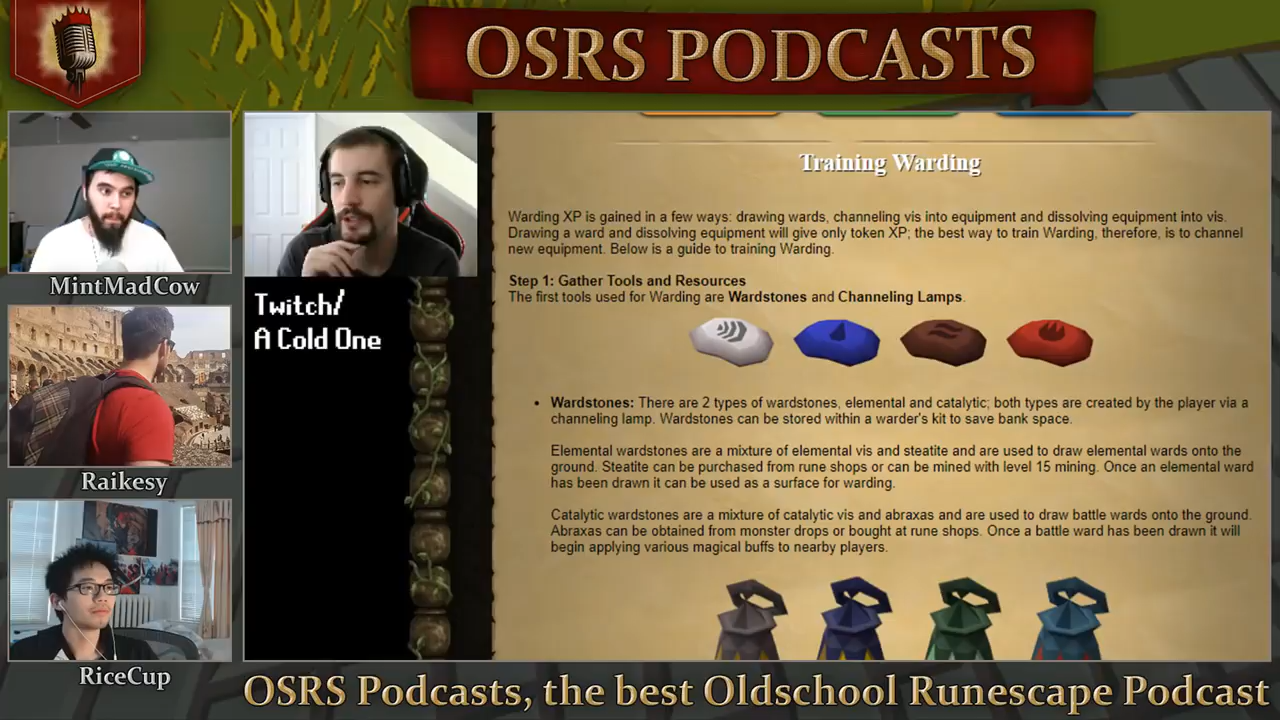 OSRS PODCASTS
MintMadCow
Raikesy
RiceCup
Twitch/
A Cold One
Training Warding
Warding XP is gained in a few ways: drawing wards, channeling vis into equipment and dissolving equipment into vis.
Drawing a ward and dissolving equipment will give only token XP; the best way to train Warding, therefore, is to channel
new equipment. Below is a guide to training Warding.
Step 1: Gather Tools and Resources
The first tools used for Warding are Wardstones and Channeling Lamps.
• Wardstones: There are 2 types of wardstones, elemental and catalytic; both types are created by the player via a
channeling lamp. Wardstones can be stored within a warder's kit to save bank space.
Elemental wardstones are a mixture of elemental vis and steatite and are used to draw elemental wards onto the
ground. Steatite can be purchased from rune shops or can be mined with level 15 mining. Once an elemental ward
has been drawn it can be used as a surface for warding.
Catalytic wardstones are a mixture of catalytic vis and abraxas and are used to draw battle wards onto the ground.
Abraxas can be obtained from monster drops or bought at rune shops. Once a battle ward has been drawn it will
begin applying various magical buffs to nearby players.
OSRS Podcasts, the best Oldschool Runescape Podcast